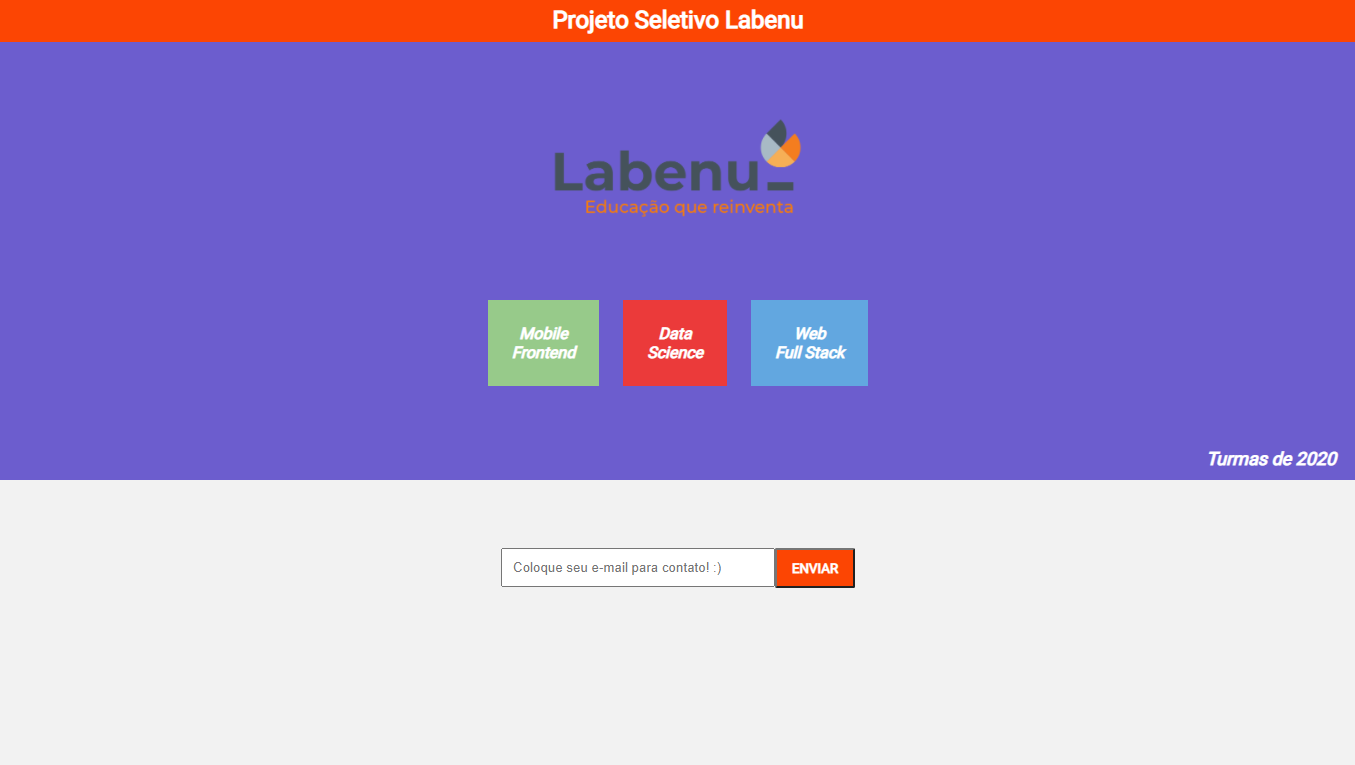 Projeto Seletivo Labenu
Labenu
Educação que reinventa
Mobile
Frontend
Data
Science
Web
Full Stack
Turmas de 2020
Coloque seu e-mail para contato! :)
ENVIAR